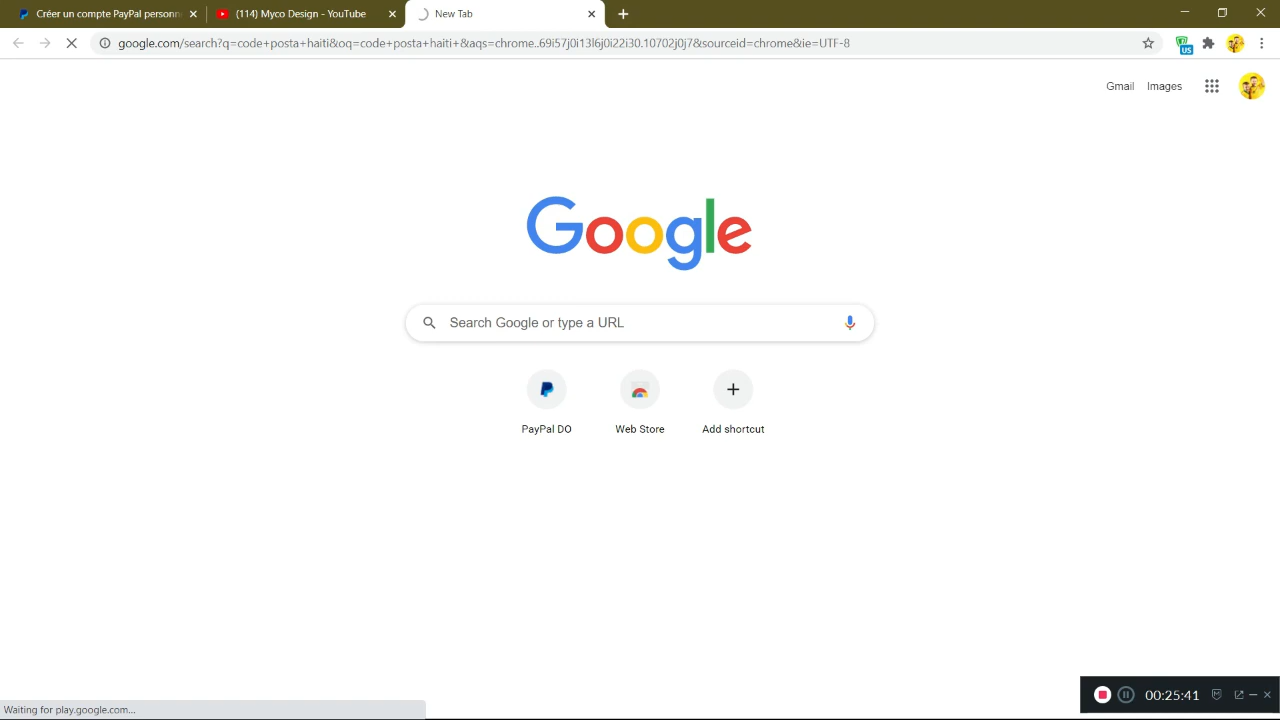 Créer un compte PayPal personn
(114) Myco Design - YouTube
New Tab
google.com/search?q=code+posta+haiti&oq=code+posta+haiti+&aqs=chrome..69i57j0i13l6j0i22i30.10702j0j7&sourceid=chrome&ie=UTF-8
US
Gmail Images
Google
Search Google or type a URL
PayPal DO Web Store Add shortcut
00:25:41
Waiting for play.google.com...